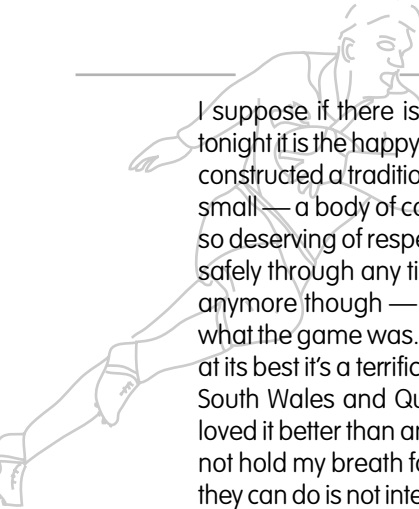 I suppose if there is
tonight it is the happy
constructed a traditio
small — a body of co
so deserving of respe
safely through any ti
anymore though —
what the game was.
at its best it's a terrific
South Wales and Qu
loved it better than ar
not hold my breath fo
they can do is not inte